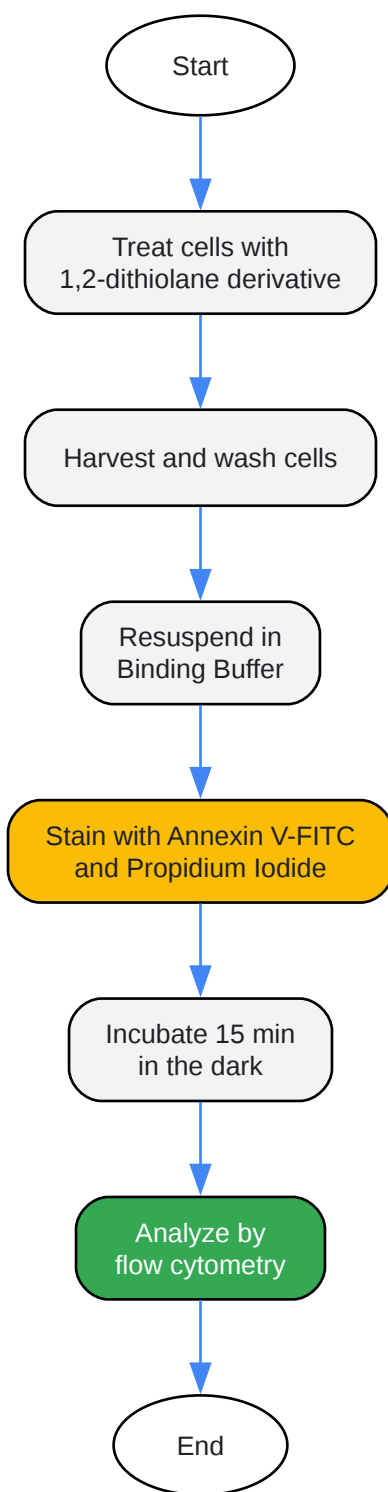 Start
Treat cells with
1,2-dithiolane derivative
Harvest and wash cells
Resuspend in
Binding Buffer
Stain with Annexin V-FITC
and Propidium Iodide
Incubate 15 min
in the dark
Analyze by
flow cytometry
End